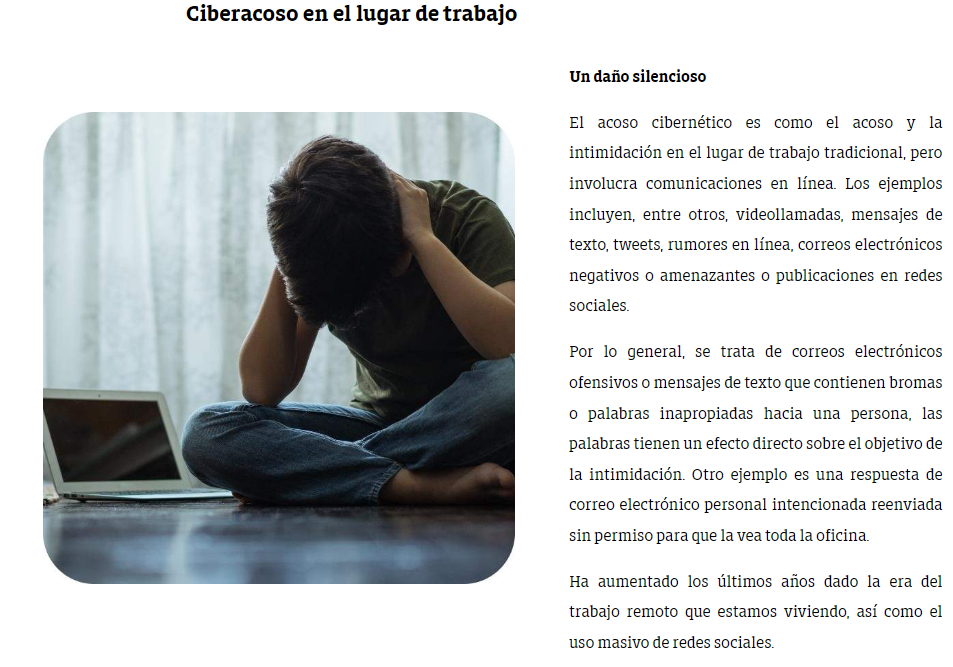 Ciberacoso en el lugar de trabajo
Un daño silencioso
El acoso cibernético es como el acoso y la
intimidación en el lugar de trabajo tradicional, pero
involucra comunicaciones en línea. Los ejemplos
incluyen, entre otros, videollamadas, mensajes de
texto, tweets, rumores en línea, correos electrónicos
negativos o amenazantes o publicaciones en redes
sociales.
Por lo general, se trata de correos electrónicos
ofensivos o mensajes de texto que contienen bromas
o palabras inapropiadas hacia una persona, las
palabras tienen un efecto directo sobre el objetivo de
la intimidación. Otro ejemplo es una respuesta de
correo electrónico personal intencionada reenviada
sin permiso para que la vea toda la oficina.
Ha aumentado los últimos años dado la era del
trabajo remoto que estamos viviendo, así como el
uso masivo de redes sociales.